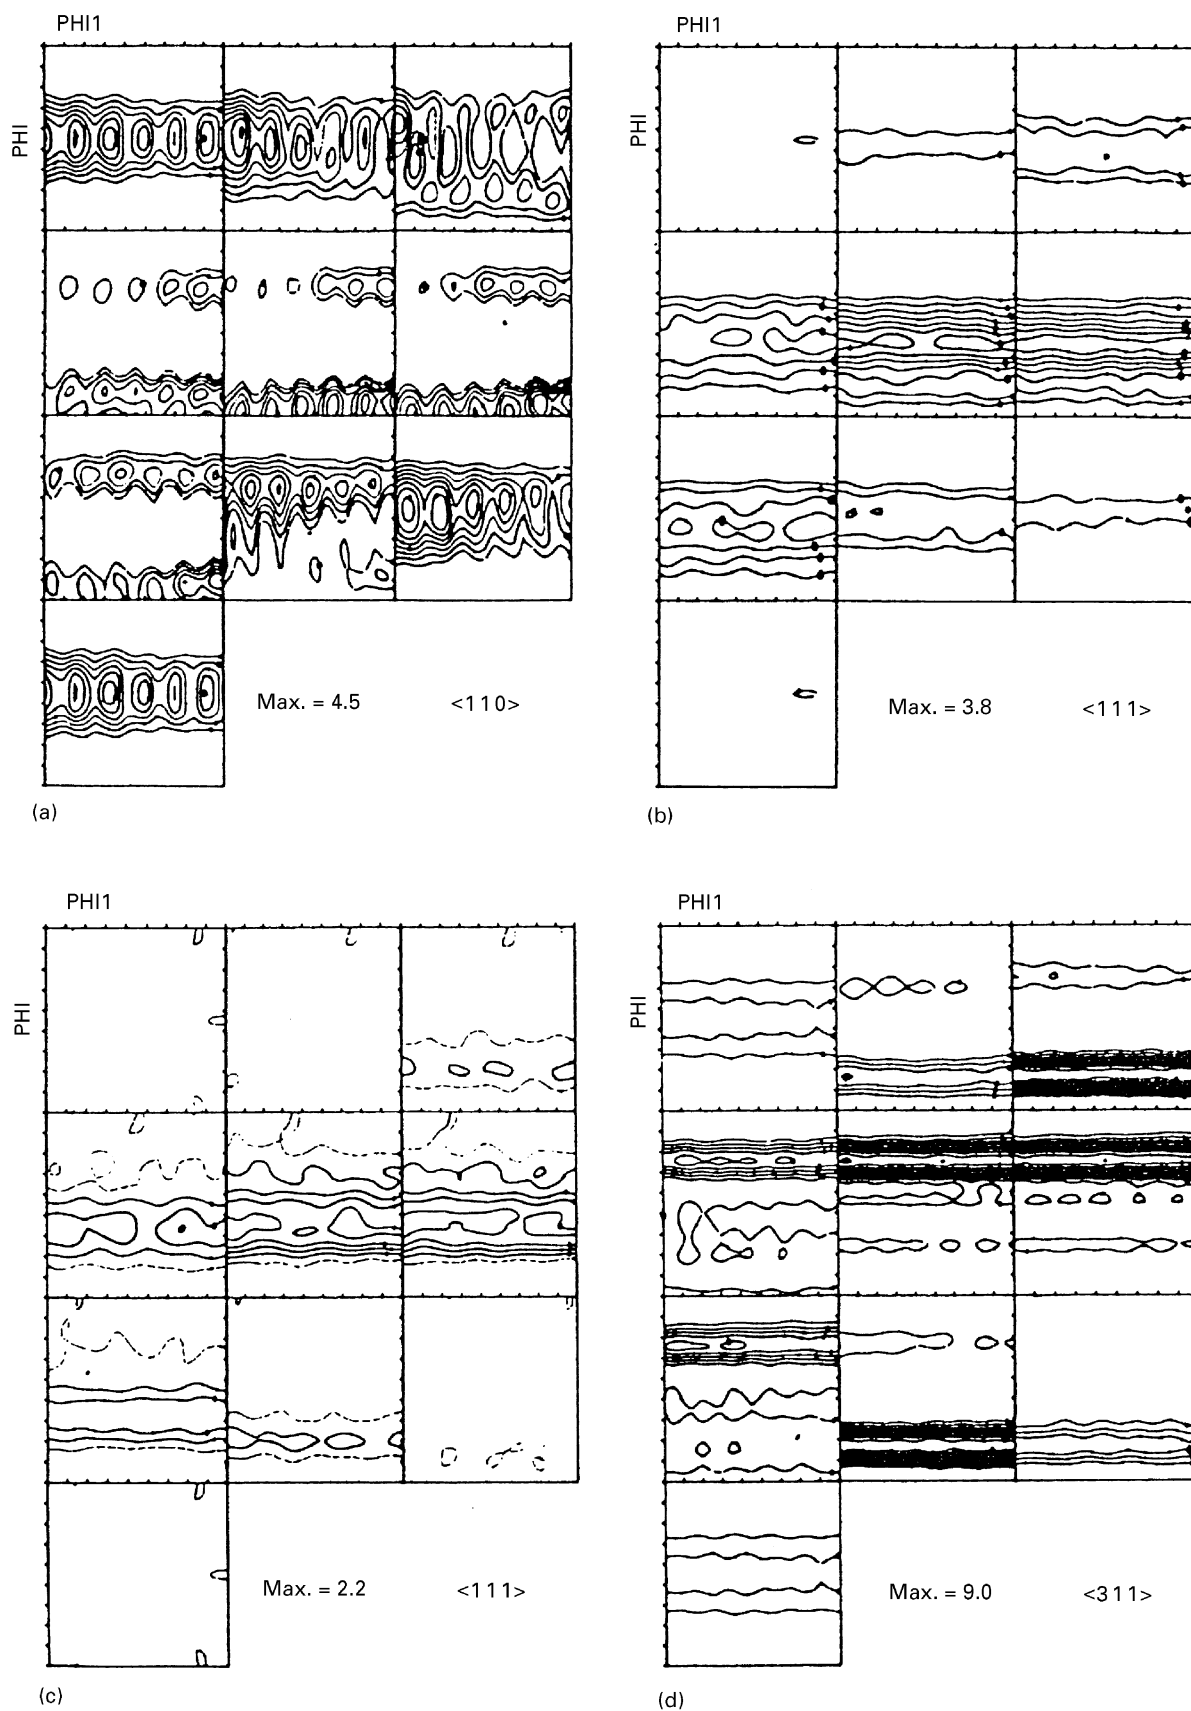 PHI1
PHI
Max. = 4.5 <110>
(a)
PHI1
PHI
Max. = 3.8 <111>
(b)
PHI1
PHI
Max. = 2.2 <111>
(c)
PHI1
PHI
Max. = 9.0 <311>
(d)